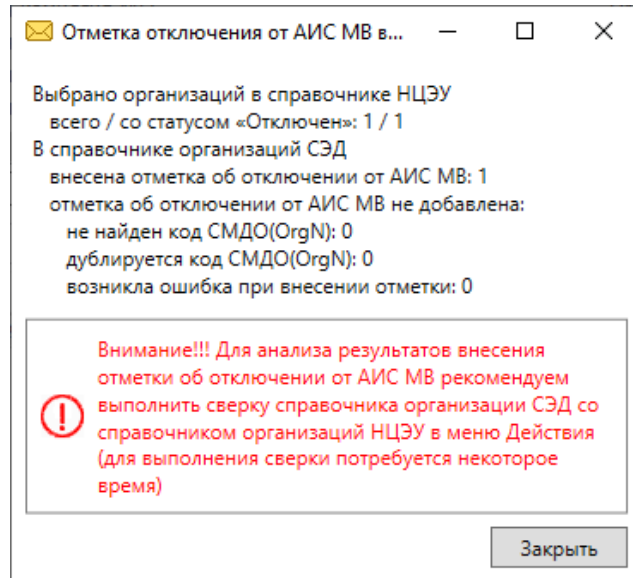 Отметка отключения от АИС МВ в...
Выбрано организаций в справочнике НЦЭУ
всего / со статусом «Отключен»: 1 / 1
В справочнике организаций СЭД
внесена отметка об отключении от АИС МВ: 1
отметка об отключении от АИС МВ не добавлена:
не найден код СМДО(OrgN): 0
дублируется код СМДО(OrgN): 0
возникла ошибка при внесении отметки: 0
Внимание!!! Для анализа результатов внесения
отметки об отключении от АИС МВ рекомендуем
выполнить сверку справочника организации СЭД со
справочником организаций НЦЭУ в меню Действия
(для выполнения сверки потребуется некоторое
время)
Закрыть